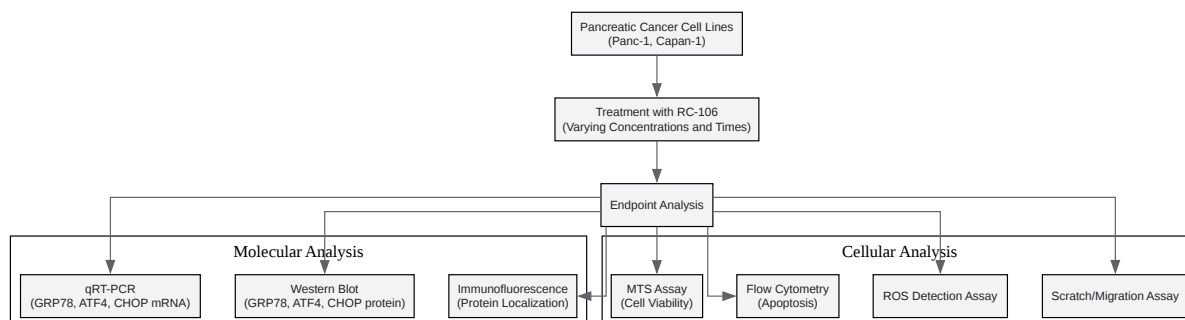 Pancreatic Cancer Cell Lines
(Panc-1, Capan-1)
Treatment with RC-106
(Varying Concentrations and Times)
Endpoint Analysis
Molecular Analysis
qRT-PCR
(GRP78, ATF4, CHOP mRNA)
Western Blot
(GRP78, ATF4, CHOP protein)
Immunofluorescence
(Protein Localization)
Cellular Analysis
MTS Assay
(Cell Viability)
Flow Cytometry
(Apoptosis)
ROS Detection Assay
Scratch/Migration Assay